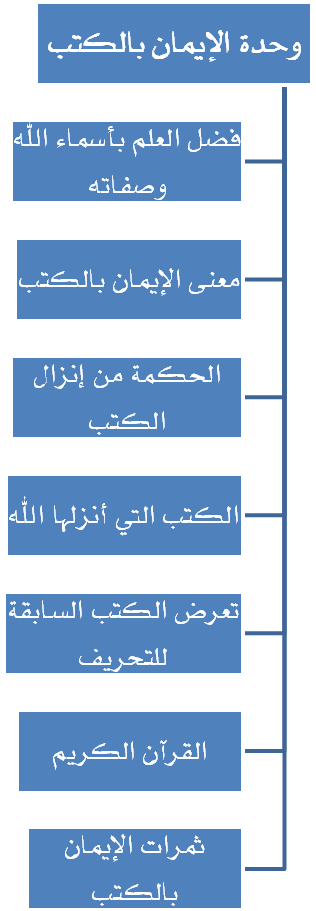 وحدة الإيمان بالكتب
فضل العلم بأسماء الله
وصفاته
معنى الإيمان بالكتب
الحكمة من إنزال
الكتب
الكتب التي أنزلها الله
تعرض الكتب السابقة
للتحريف
القرآن الكريم
ثمرات الإيمان
بالكتب